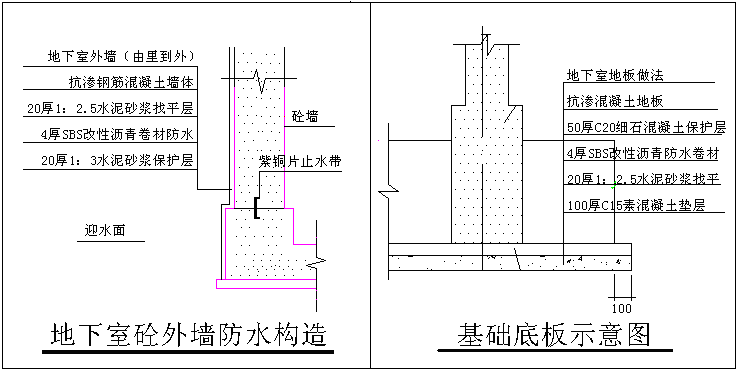 地下室外墙（由里到外）
抗渗钢筋混凝土墙体
20厚1：2.5水泥砂浆找平层
4厚SBS改性沥青卷材防水
20厚1：3水泥砂浆保护层
砼墙
紫铜片止水带
迎水面
地下室砼外墙防水构造
地下室地板做法
抗渗混凝土地板
50厚C20细石混凝土保护层
4厚SBS改性沥青防水卷材
20厚1：2.5水泥砂浆找平
100厚C15素混凝土垫层
100
基础底板示意图